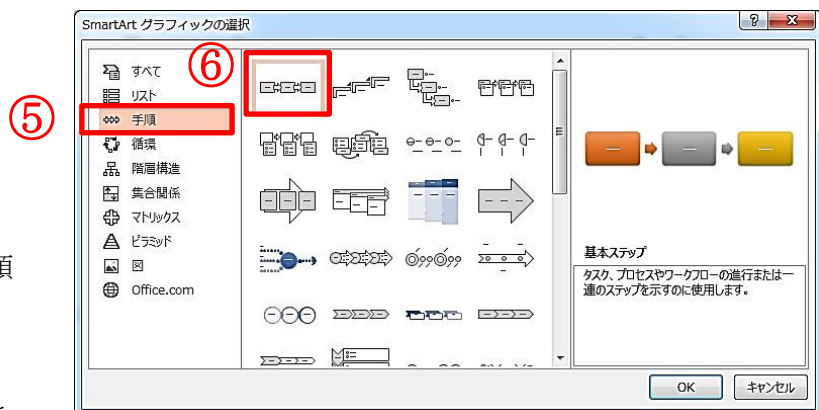 SmartArt グラフィックの選択
すべて
⑥
リスト
⑤
手順
循環
階層構造
集合関係
マトリックス
ピラミッド
図
Office.com
順
基本ステップ
タスク、プロセスやワークフローの進行または一
連のステップを示すのに使用します。
OK
キャンセル